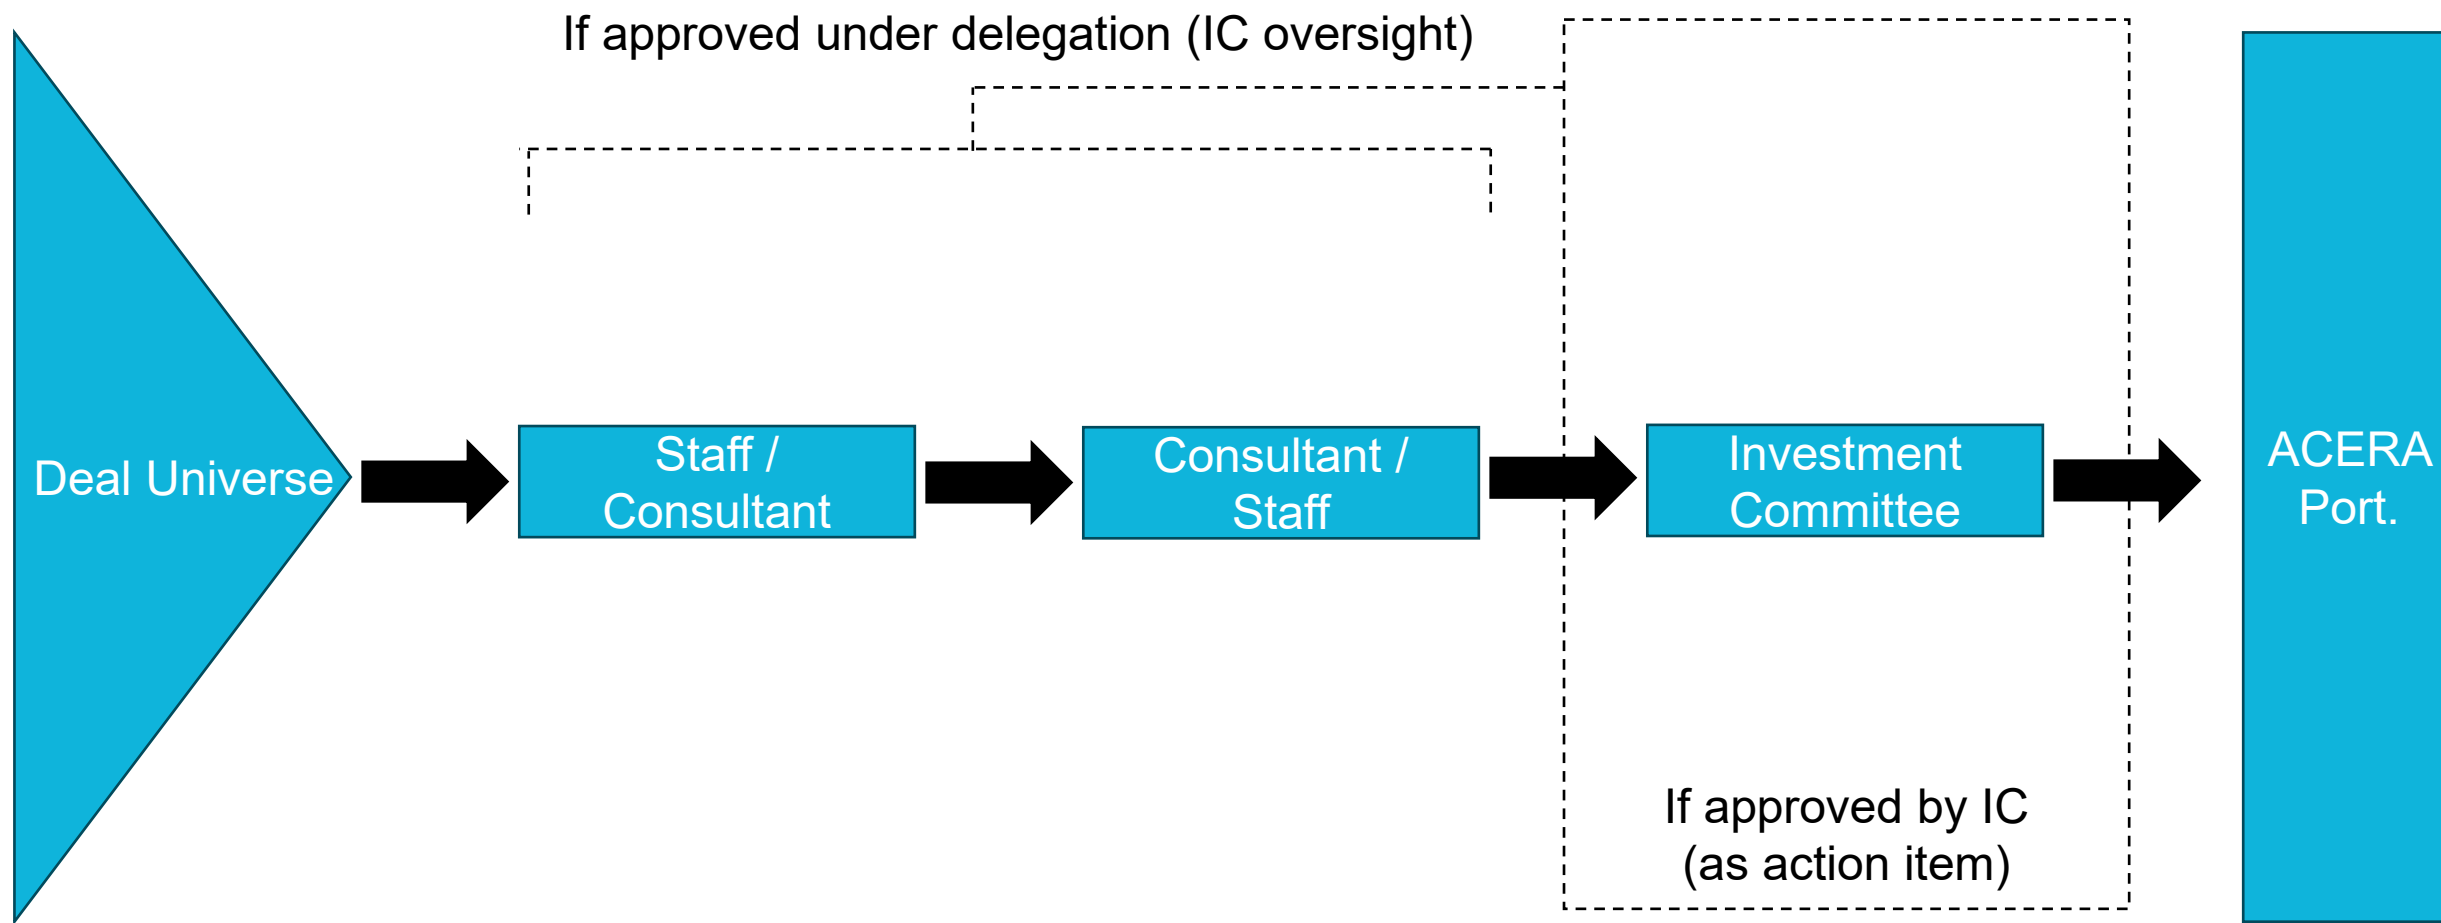 If approved under delegation (IC oversight)
Deal Universe
Staff /
Consultant
Consultant /
Staff
Investment
Committee
ACERA
Port.
If approved by IC
(as action item)